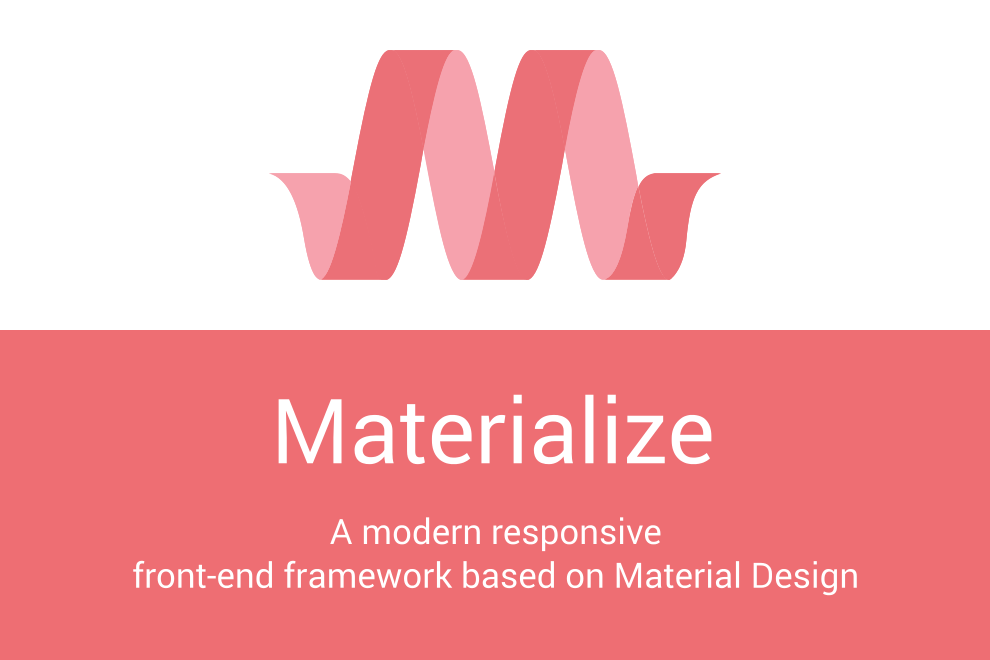 Materialize
A modern responsive
front-end framework based on Material Design